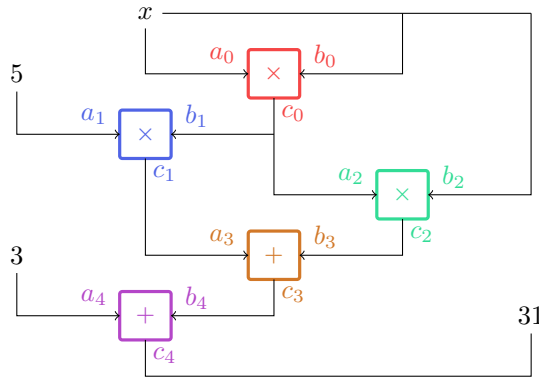 x
a₀ × b₀
c₀
5
a₁ × b₁
c₁
a₂ × b₂
c₂
a₃ + b₃
c₃
3
a₄ + b₄
c₄
31